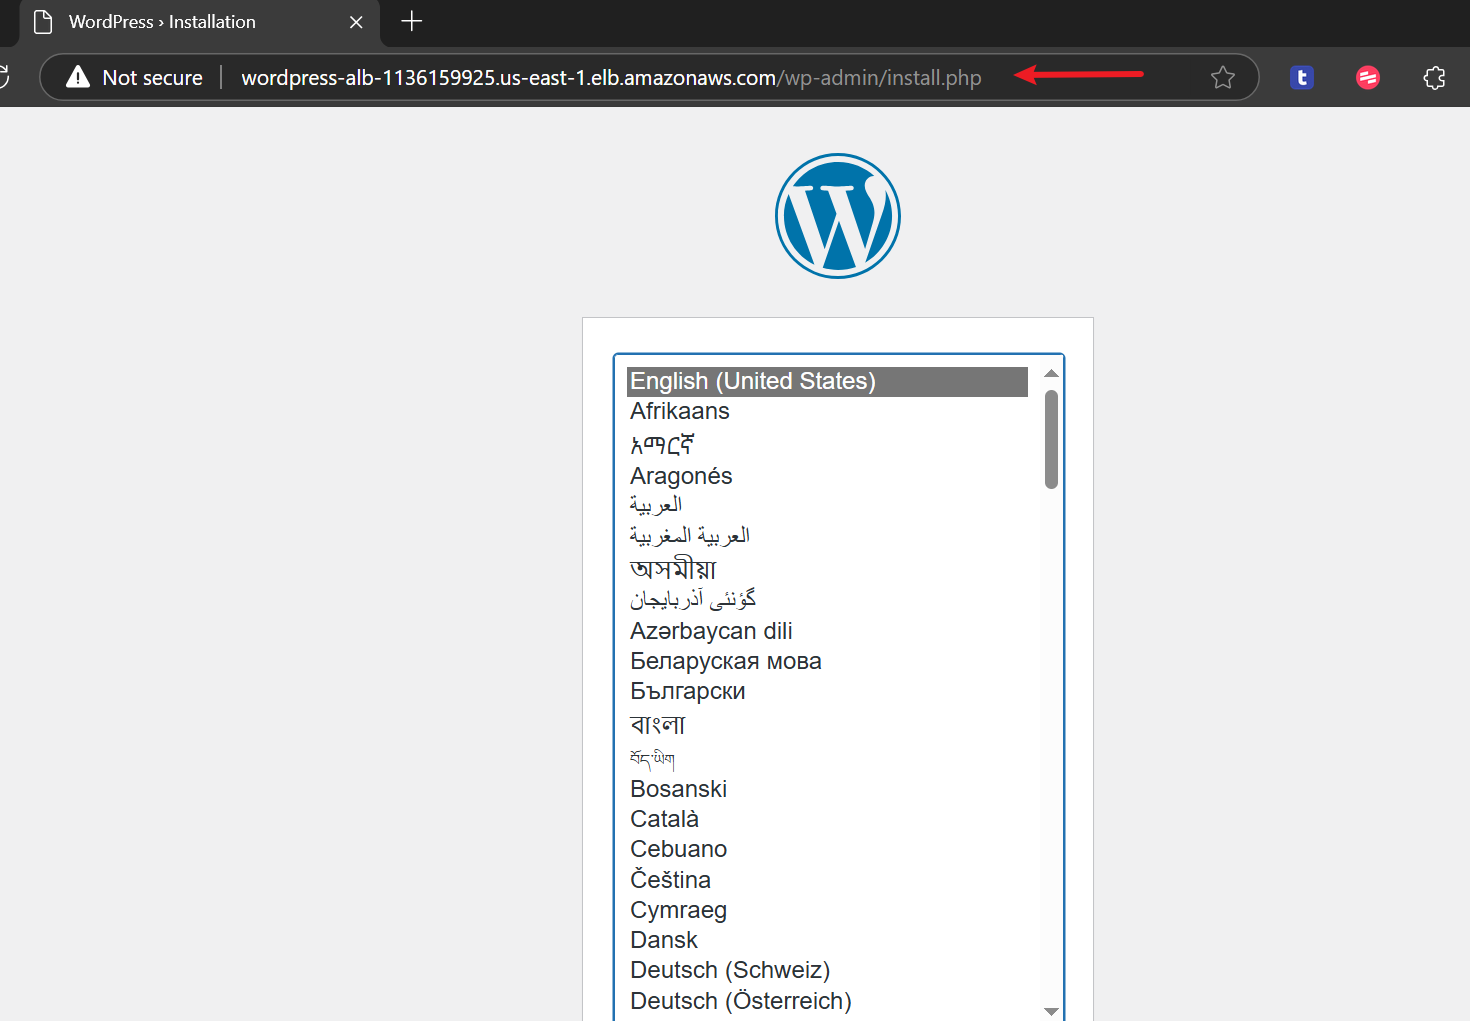 WordPress › Installation
Not secure
wordpress-alb-1136159925.us-east-1.elb.amazonaws.com/wp-admin/install.php
English (United States)
Afrikaans
አማርኛ
Aragonés
العربية
العربية المغربية
অসমীয়া
گؤنئی آذربایجان
Azərbaycan dili
Беларуская мова
Български
বাংলা
བོད་ཡིག
Bosanski
Català
Cebuano
Čeština
Cymraeg
Dansk
Deutsch (Schweiz)
Deutsch (Österreich)